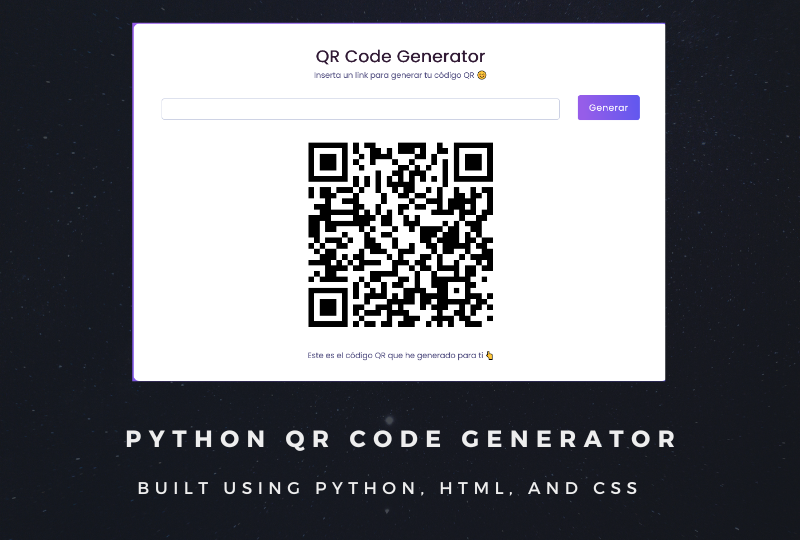 QR Code Generator
Inserta un link para generar tu código QR 😊
Generar
Este es el código QR que he generado para ti 👆
PYTHON QR CODE GENERATOR
BUILT USING PYTHON, HTML, AND CSS